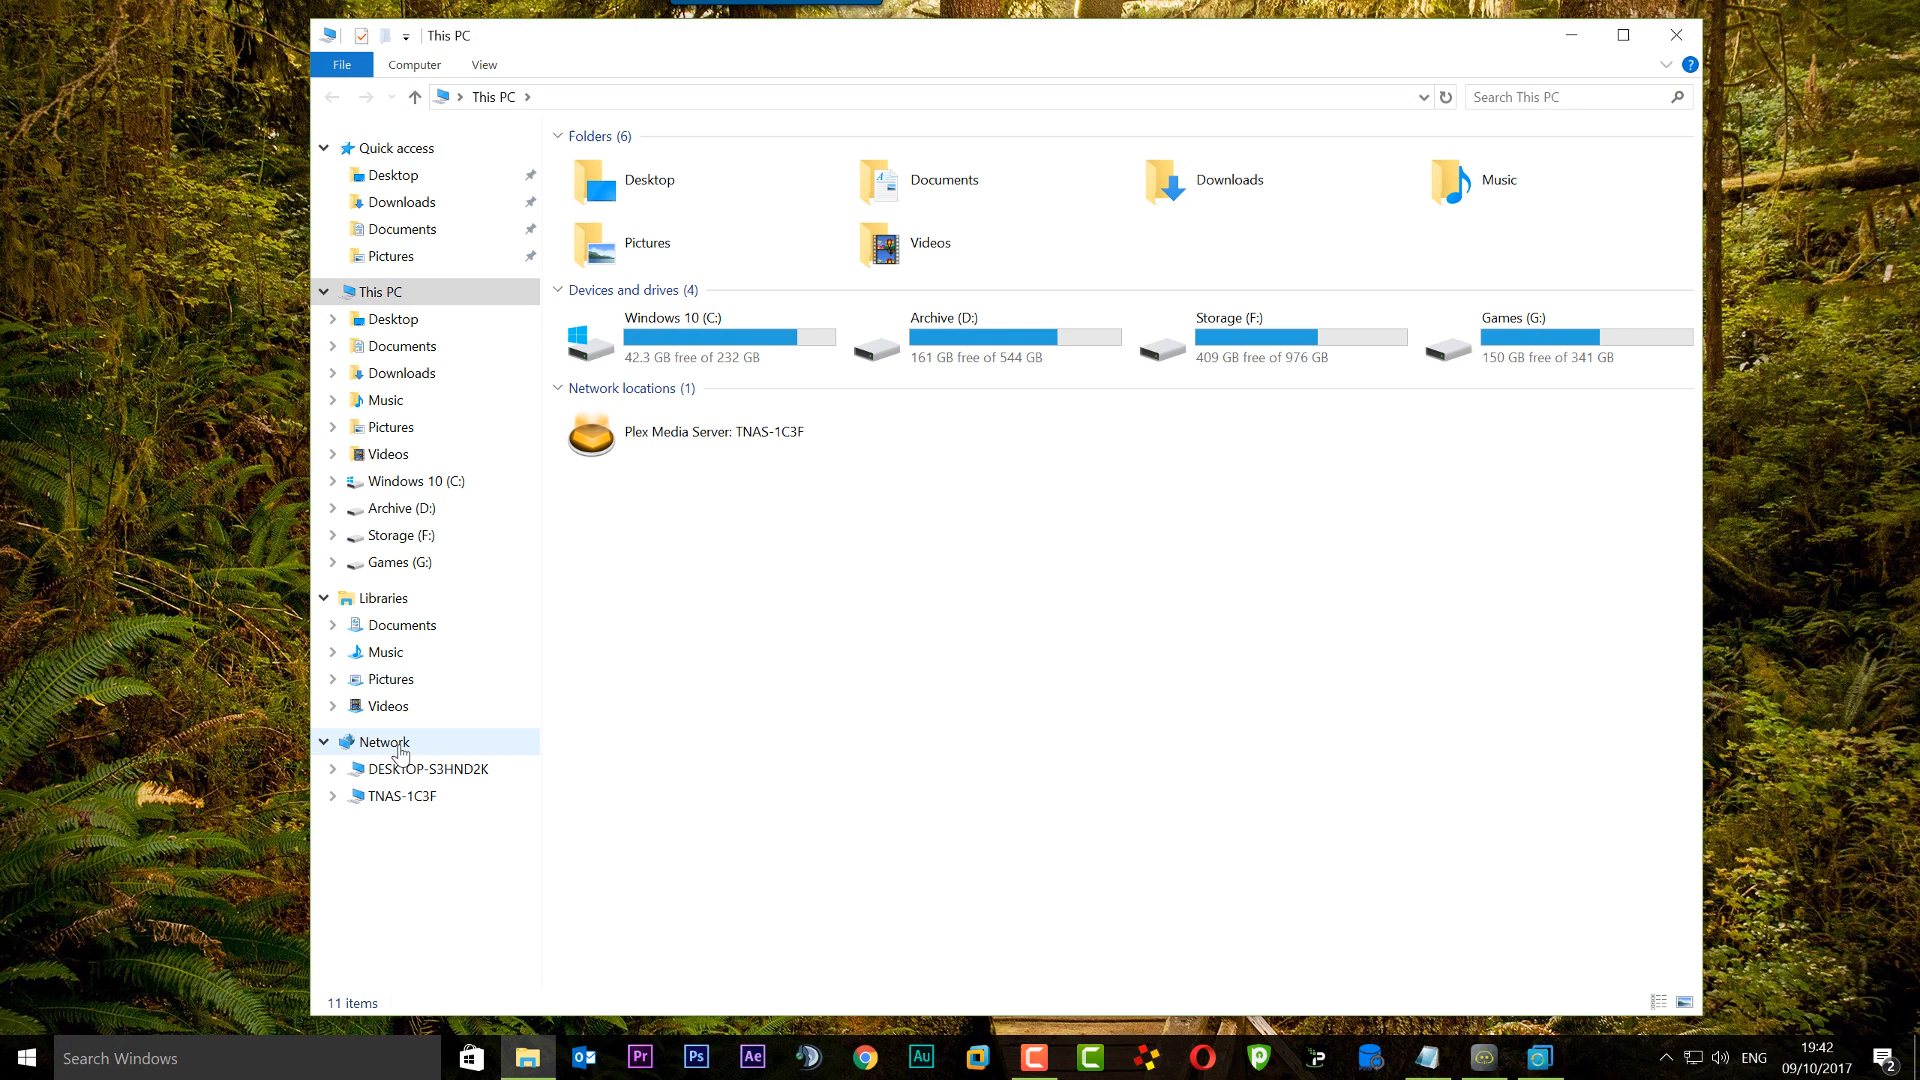 This PC
File
Computer
View
?
This PC
Search This PC
Quick access
Desktop
Downloads
Documents
Pictures
This PC
Desktop
Documents
Downloads
Music
Pictures
Videos
Windows 10 (C:)
Archive (D:)
Storage (F:)
Games (G:)
Libraries
Documents
Music
Pictures
Videos
Network
DESKTOP-S3HND2K
TNAS-1C3F
Folders (6)
Desktop
Documents
Downloads
Music
Pictures
Videos
Devices and drives (4)
Windows 10 (C:)
42.3 GB free of 232 GB
Archive (D:)
161 GB free of 544 GB
Storage (F:)
409 GB free of 976 GB
Games (G:)
150 GB free of 341 GB
Network locations (1)
Plex Media Server: TNAS-1C3F
11 items
Search Windows
Pr
Ps
Ae
Au
ENG
19:42
09/10/2017
2